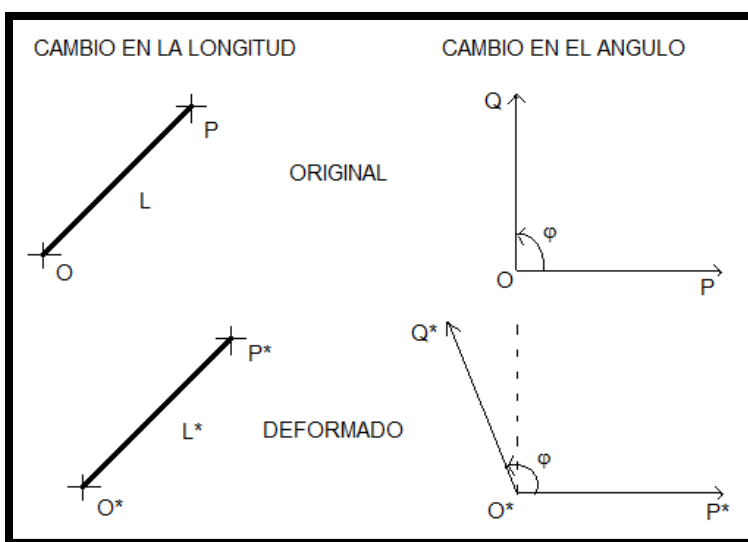 CAMBIO EN LA LONGITUD
CAMBIO EN EL ANGULO
P
L
O
ORIGINAL
Q
φ
O
P
P*
L*
O*
DEFORMADO
Q*
φ
O*
P*